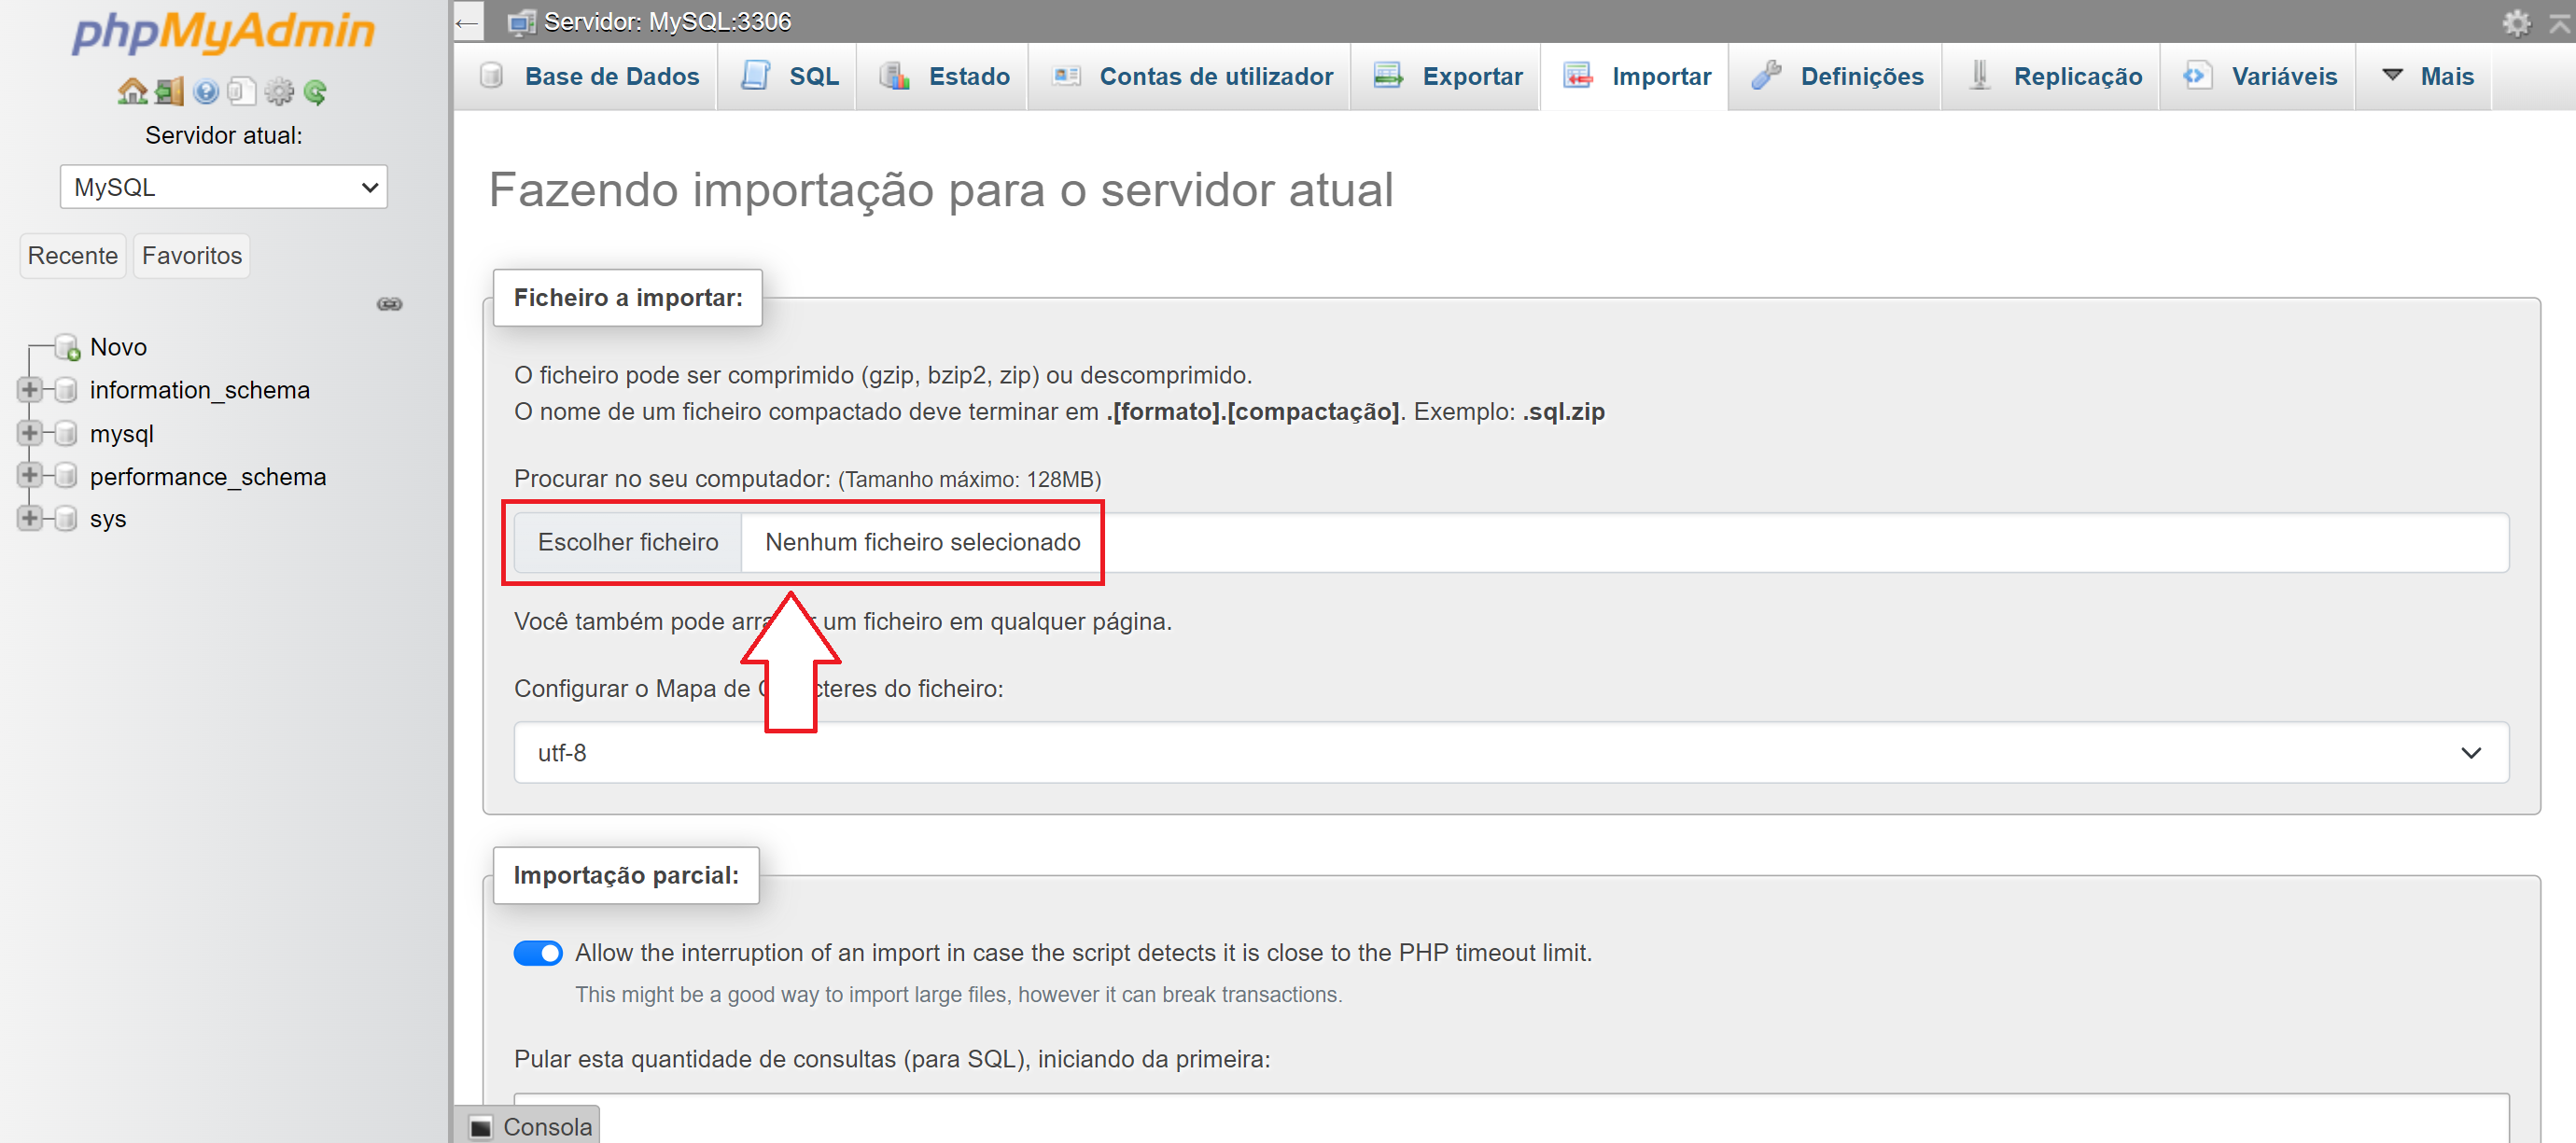 phpMyAdmin
Servidor atual:
MySQL
Recente Favoritos
Novo
information_schema
mysql
performance_schema
sys
Servidor: MySQL:3306
Base de Dados SQL Estado Contas de utilizador Exportar Importar Definições Replicação Variáveis Mais
Fazendo importação para o servidor atual
Ficheiro a importar:
O ficheiro pode ser comprimido (gzip, bzip2, zip) ou descomprimido.
O nome de um ficheiro compactado deve terminar em .[formato].[compactação]. Exemplo: .sql.zip
Procurar no seu computador: (Tamanho máximo: 128MB)
Escolher ficheiro Nenhum ficheiro selecionado
Você também pode um ficheiro em qualquer página.
Configurar o Mapa de do ficheiro:
utf-8
Importação parcial:
Allow the interruption of an import in case the script detects it is close to the PHP timeout limit.
This might be a good way to import large files, however it can break transactions.
Pular esta quantidade de consultas (para SQL), iniciando da primeira:
Consola